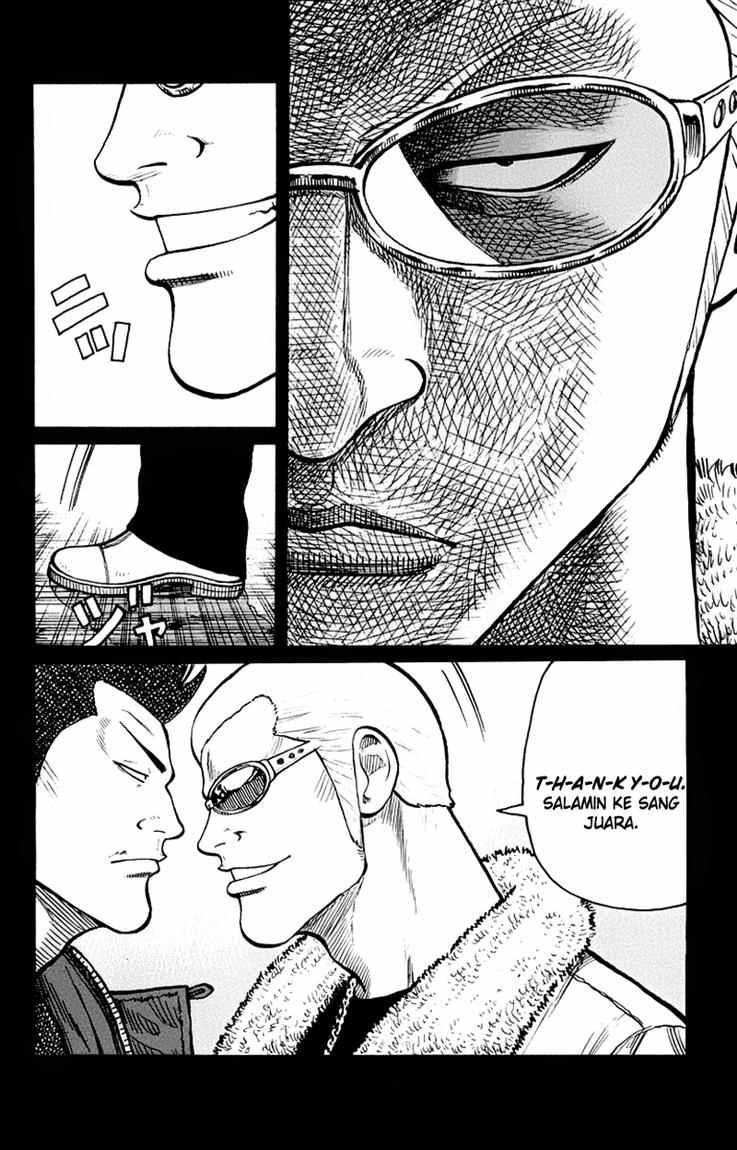 ニッ
ジャ
T-H-A-N-K Y-O-U.
SALAMIN KE SANG
JUARA.